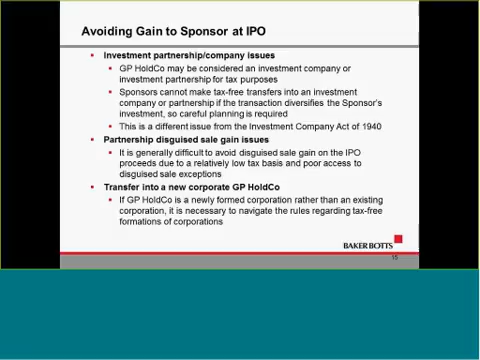 Avoiding Gain to Sponsor at IPO
▪ Investment partnership/company issues
▪ GP HoldCo may be considered an investment company or
investment partnership for tax purposes
▪ Sponsors cannot make tax-free transfers into an investment
company or partnership if the transaction diversifies the Sponsor's
investment, so careful planning is required
▪ This is a different issue from the Investment Company Act of 1940
▪ Partnership disguised sale gain issues
▪ It is generally difficult to avoid disguised sale gain on the IPO
proceeds due to a relatively low tax basis and poor access to
disguised sale exceptions
▪ Transfer into a new corporate GP HoldCo
▪ If GP HoldCo is a newly formed corporation rather than an existing
corporation, it is necessary to navigate the rules regarding tax-free
formations of corporations
BAKER BOTTS
15